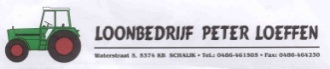 LOONBEDRIJF PETER LOEFFEN
Waterstraat 5, 5374 KB SCHAIJK • Tel.: 0486-461505 • Fax: 0486-464230